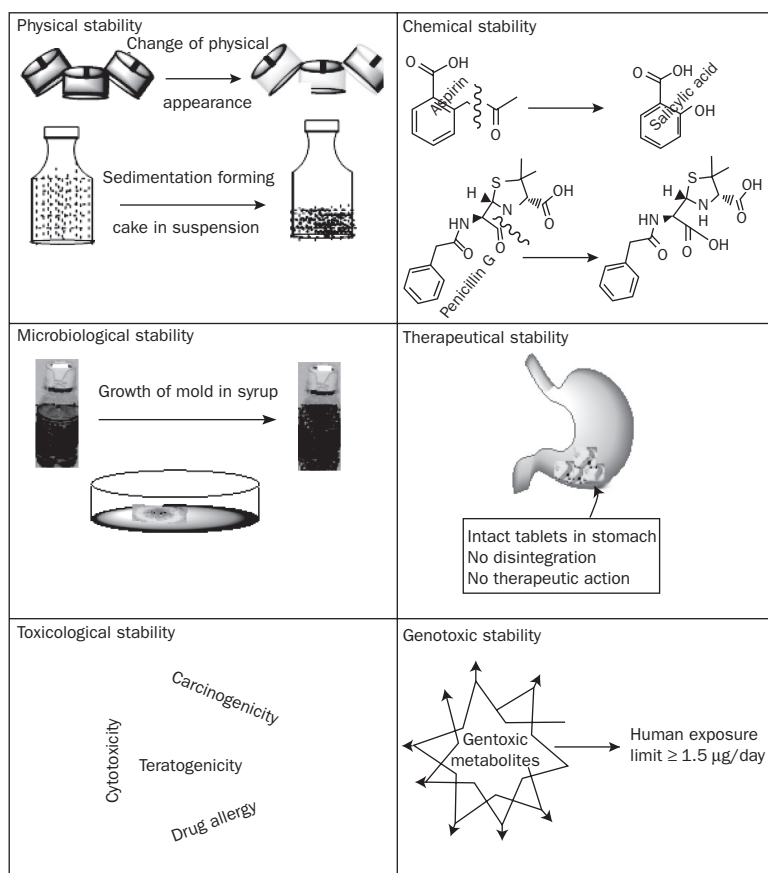 Physical stability
Change of physical
appearance
Sedimentation forming
cake in suspension
Chemical stability
OH
O
Aspirin
O
OH
O
Salicylic acid
OH
S
H
N
OH
O
HN
O
O
Penicillin G
S
H
N
H
OH
O
HN
O
O
OH
Microbiological stability
Growth of mold in syrup
Therapeutical stability
Intact tablets in stomach
No disintegration
No therapeutic action
Toxicological stability
Carcinogenicity
Cytotoxicity
Teratogenicity
Drug allergy
Genotoxic stability
Gentoxic
metabolites
Human exposure
limit ≥ 1.5 μg/day